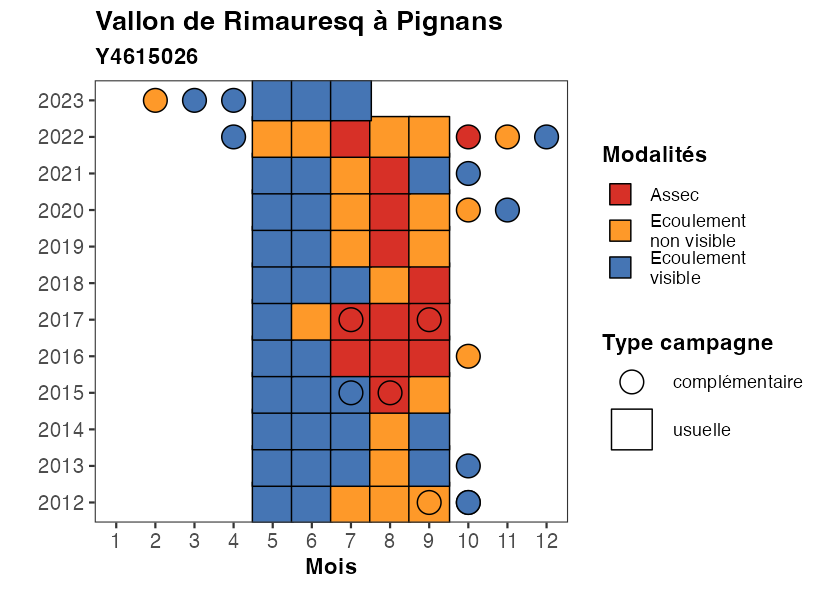 Vallon de Rimauresq à Pignans
Y4615026
2023
2022
2021
2020
2019
2018
2017
2016
2015
2014
2013
2012
1 2 3 4 5 6 7 8 9 10 11 12
Mois
Modalités
Assec
Ecoulement
non visible
Ecoulement
visible
Type campagne
complémentaire
usuelle